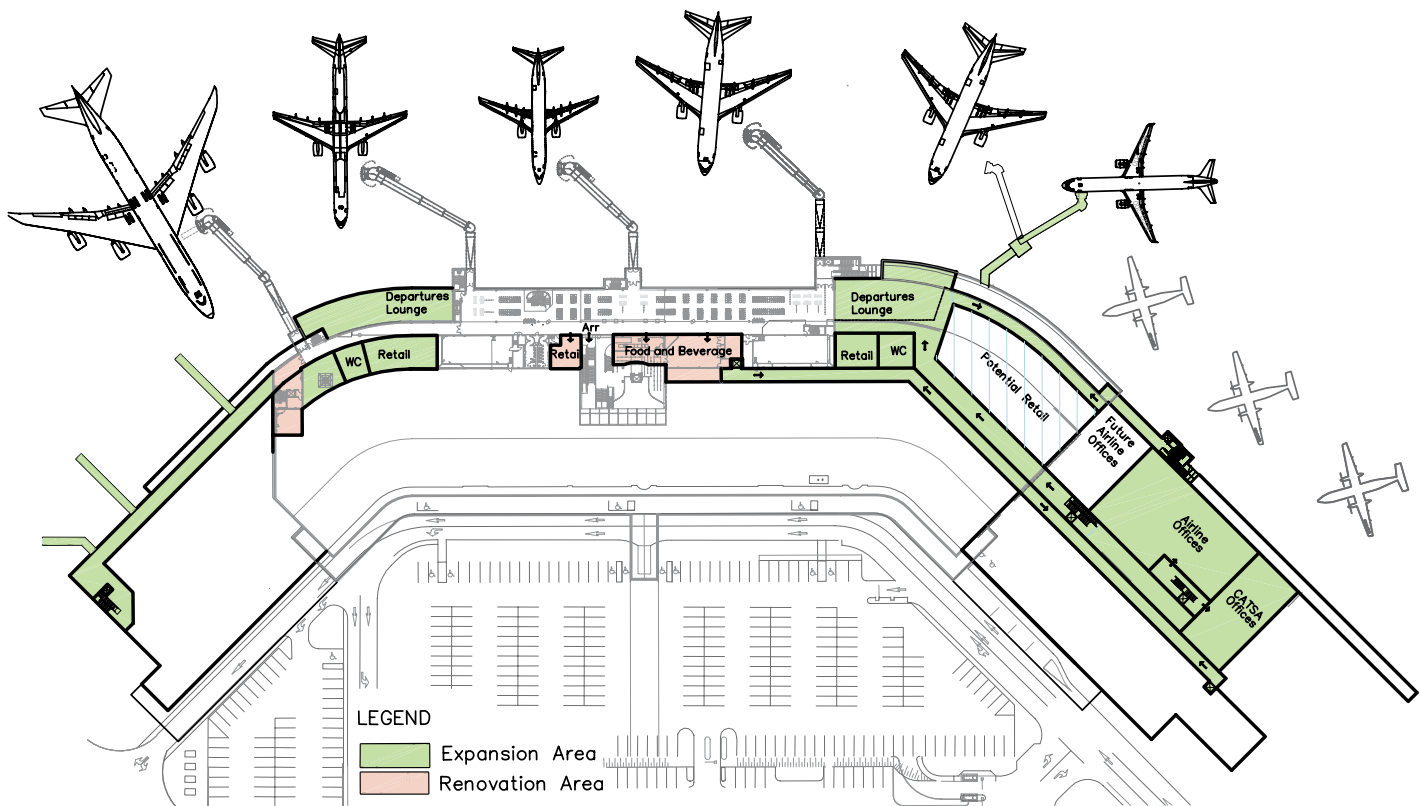 Departures
Lounge
Departures
Lounge
Arr
WC
Retail
Retail
Food and Beverage
Retail
WC
Potential Retail
Future
Airline
Offices
Airline
Offices
CATSA
Offices
LEGEND
Expansion Area
Renovation Area